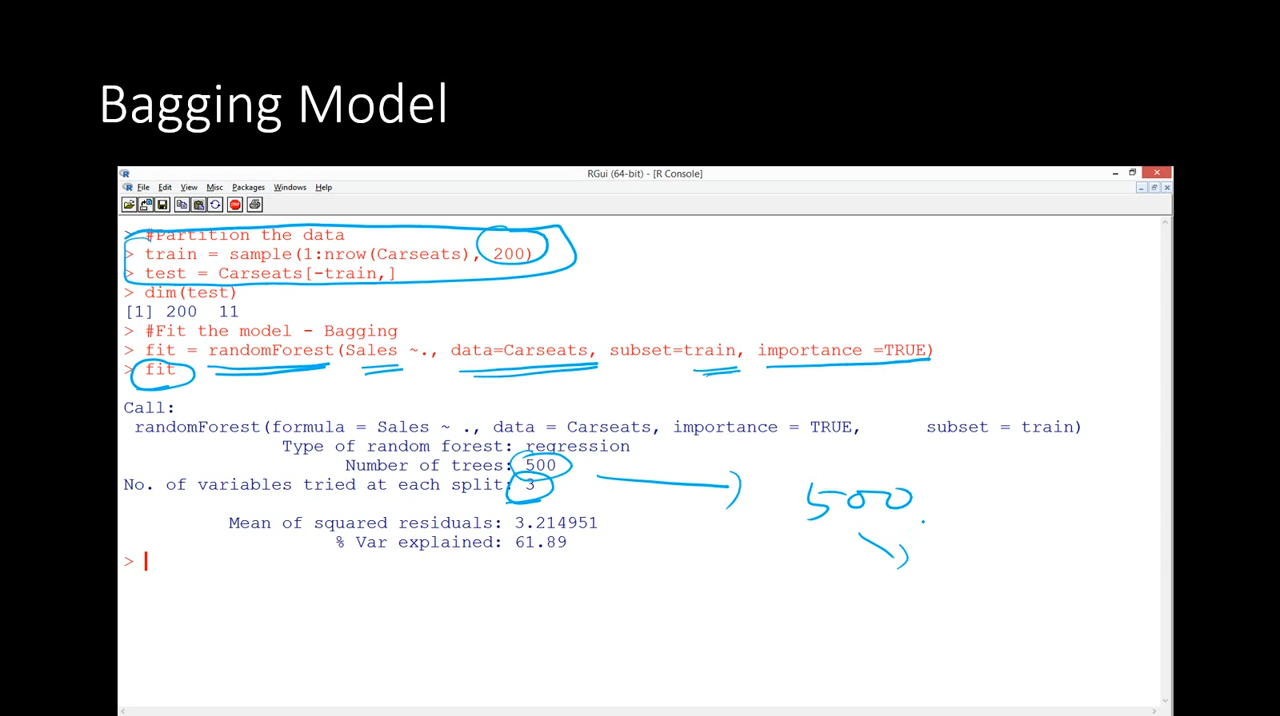 Bagging Model
RGui (64-bit) - [R Console]
File Edit View Misc Packages Windows Help
STOP
> #Partition the data
> train = sample(1:nrow(Carseats), 200)
> test = Carseats[-train,]
> dim(test)
[1] 200 11
> #Fit the model - Bagging
> fit = randomForest(Sales ~., data=Carseats, subset=train, importance =TRUE)
> fit
Call:
randomForest(formula = Sales ~ ., data = Carseats, importance = TRUE, subset = train)
Type of random forest: regression
Number of trees: 500
No. of variables tried at each split: 3
500
Mean of squared residuals: 3.214951
% Var explained: 61.89
>